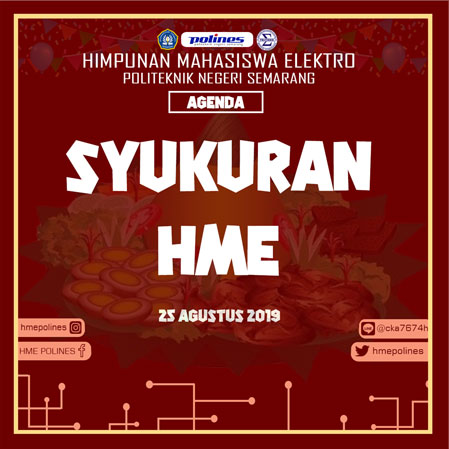 polines
HIMPUNAN MAHASISWA ELEKTRO
POLITEKNIK NEGERI SEMARANG
AGENDA
SYUKURAN
HME
25 AGUSTUS 2019
hmepolines
@cka7674h
HME POLINES
hmepolines